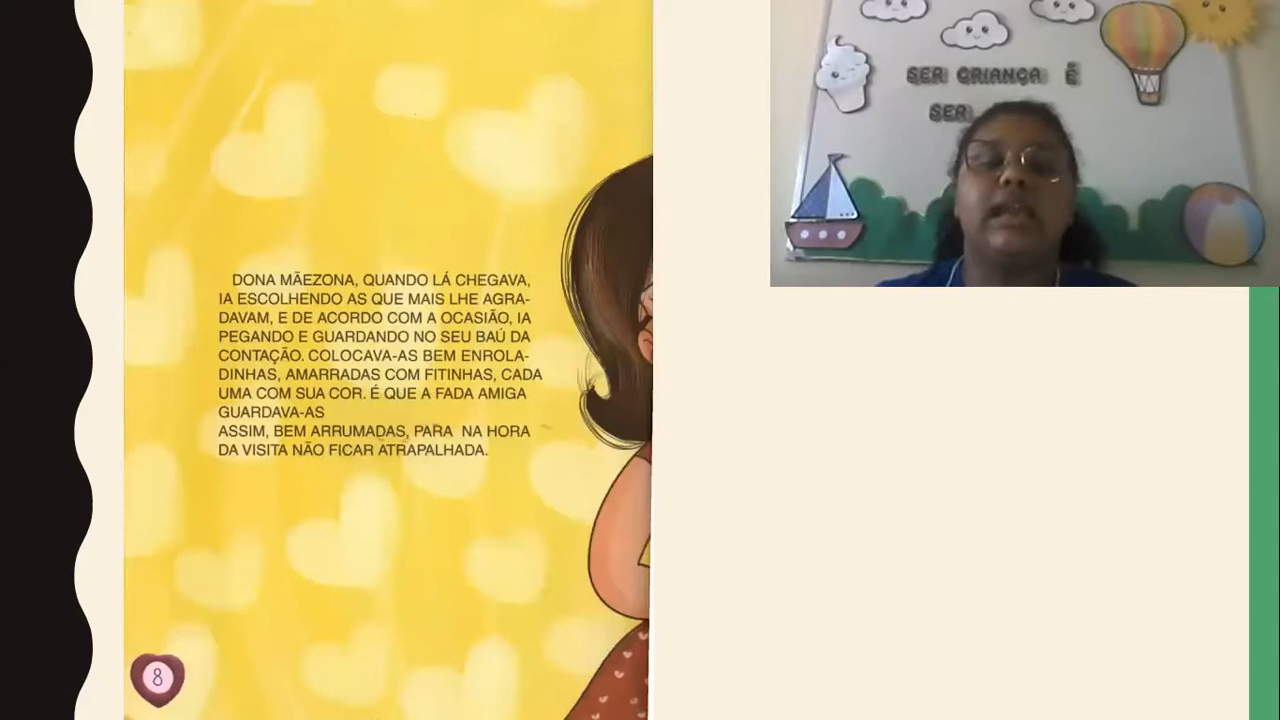 DONA MÃEZONA, QUANDO LÁ CHEGAVA,
IA ESCOLHENDO AS QUE MAIS LHE AGRA-
DAVAM, E DE ACORDO COM A OCASIÃO, IA
PEGANDO E GUARDANDO NO SEU BAÚ DA
CONTAÇÃO. COLOCAVA-AS BEM ENROLA-
DINHAS, AMARRADAS COM FITINHAS, CADA
UMA COM SUA COR. É QUE A FADA AMIGA
GUARDAVA-AS
ASSIM, BEM ARRUMADAS, PARA NA HORA
DA VISITA NÃO FICAR ATRAPALHADA.
8
SER CRIANÇA É
SER